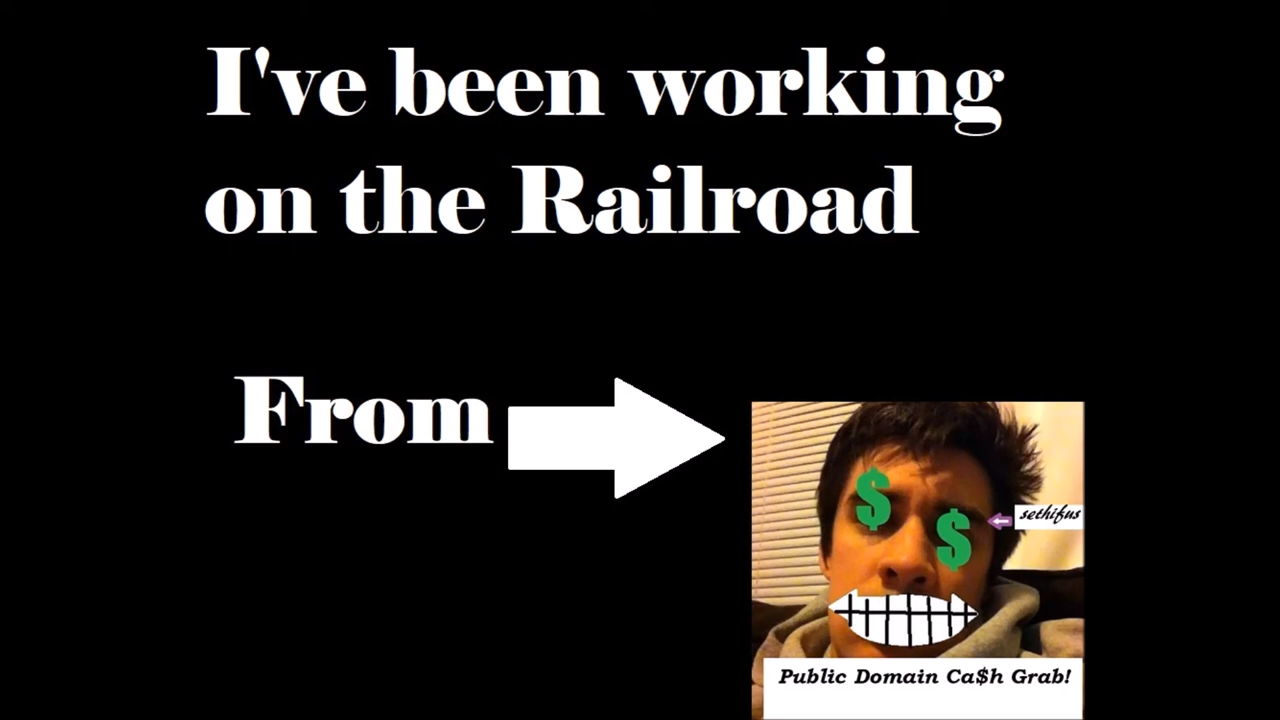 I've been working
on the Railroad
From
$
$
sethifus
Public Domain Ca$h Grab!